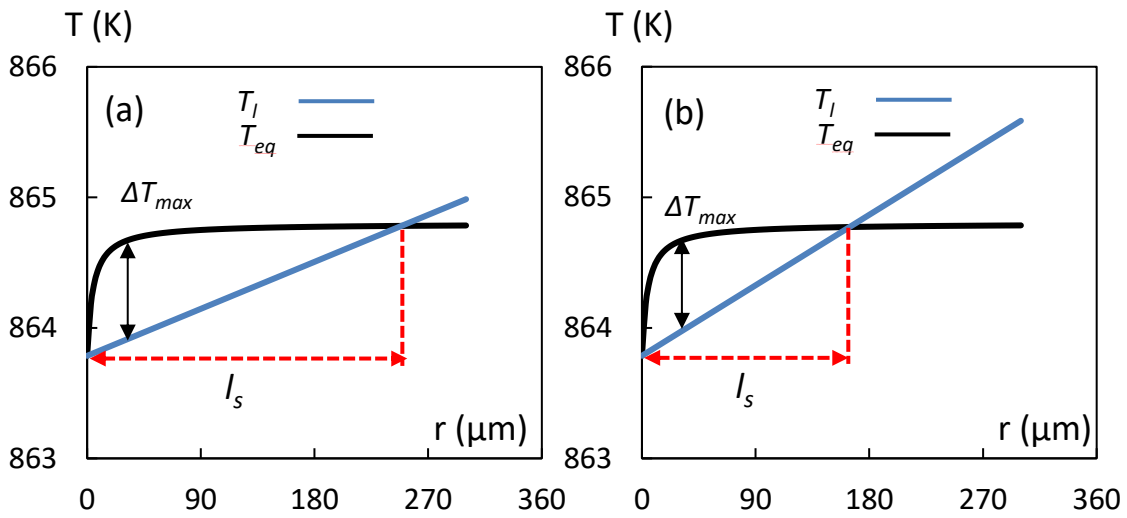 T (K)
866
865
864
863
(a)
T_l
T_eq
ΔT_max
l_s
r (μm)
0 90 180 270 360
T (K)
866
865
864
863
(b)
T_l
T_eq
ΔT_max
l_s
r (μm)
0 90 180 270 360